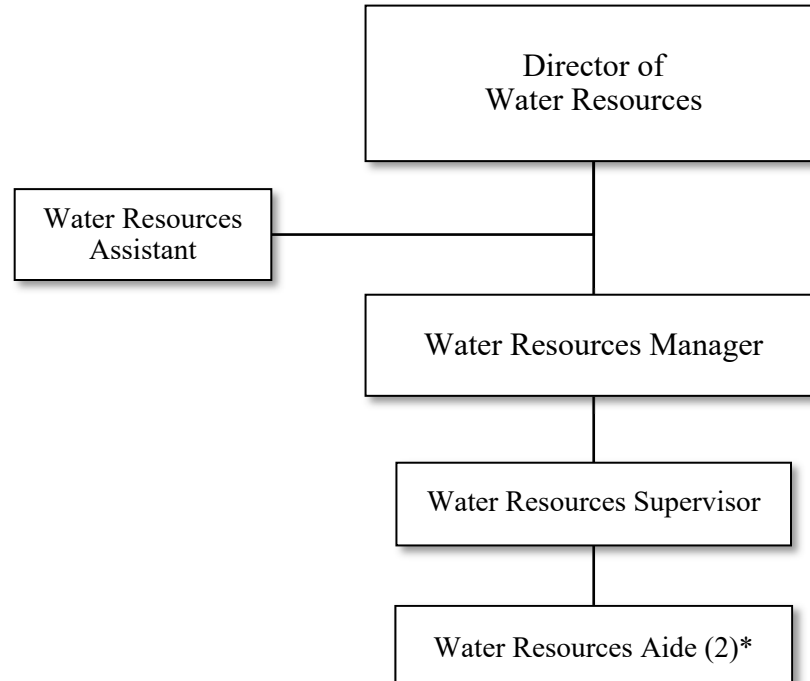 Director of
Water Resources
Water Resources
Assistant
Water Resources Manager
Water Resources Supervisor
Water Resources Aide (2)*